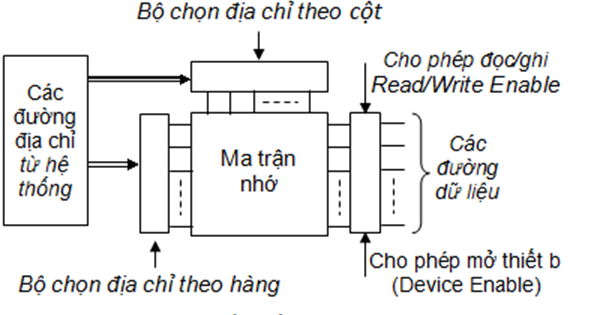 Bộ chọn địa chỉ theo cột
Cho phép đọc/ghi
Read/Write Enable
Các
đường
địa chỉ
từ hệ
thống
Ma trận
nhớ
Các
đường
dữ liệu
Cho phép mở thiết b
(Device Enable)
Bộ chọn địa chỉ theo hàng